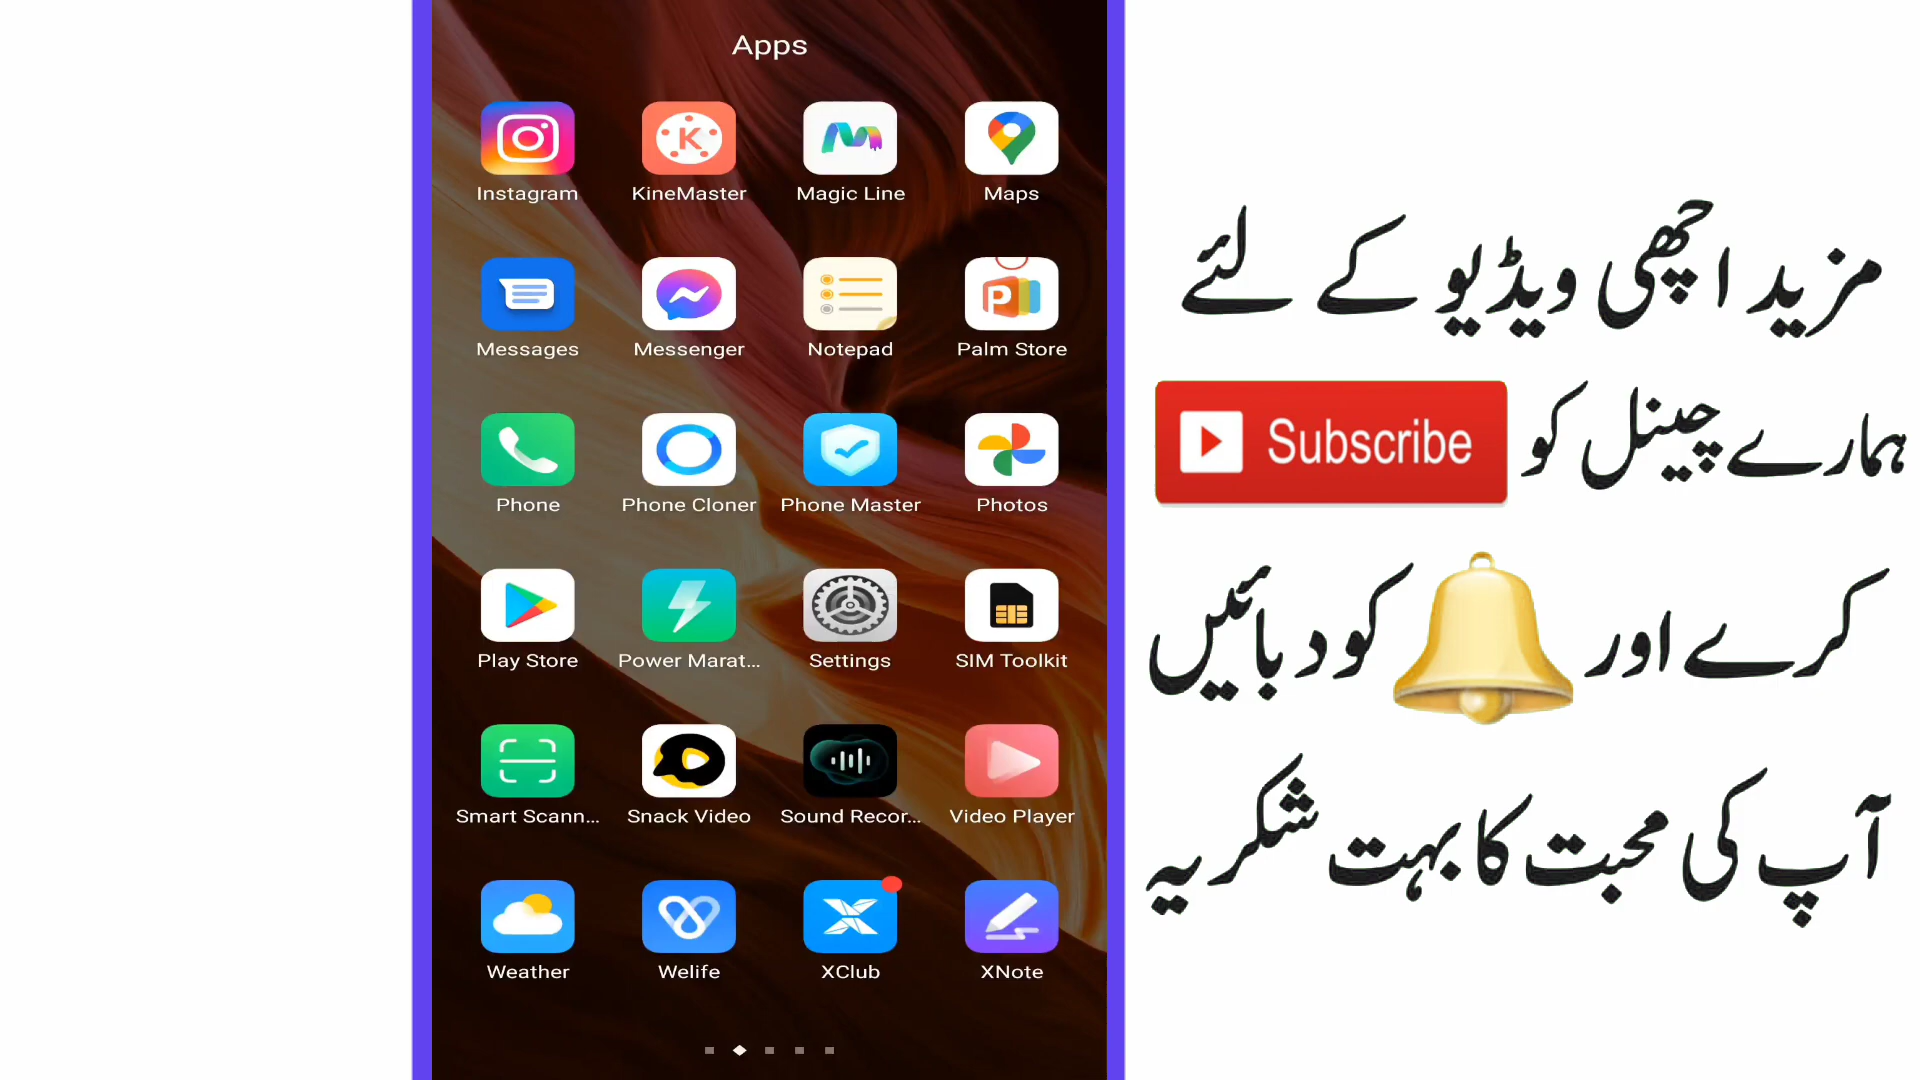 Apps
Instagram KineMaster Magic Line Maps
Messages Messenger Notepad Palm Store
Phone Phone Cloner Phone Master Photos
Play Store Power Marat... Settings SIM Toolkit
Smart Scann... Snack Video Sound Recor... Video Player
Weather Welife XClub XNote
مزید اچھی ویڈیو کے لئے
ہمارے چینل کو Subscribe
کرے اور کو دبائیں
آپ کی محبت کا بہت شکریہ